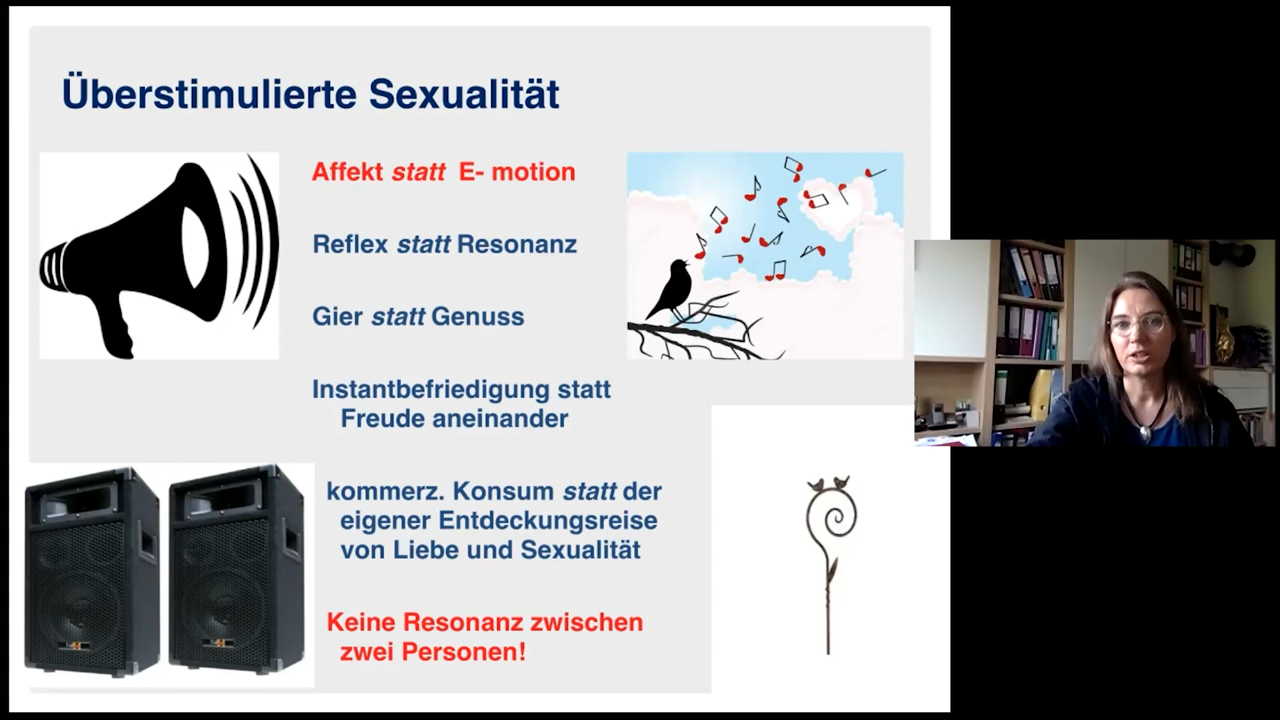 Überstimulierte Sexualität
Affekt statt E- motion
Reflex statt Resonanz
Gier statt Genuss
Instantbefriedigung statt
Freude aneinander
kommerz. Konsum statt der
eigener Entdeckungsreise
von Liebe und Sexualität
Keine Resonanz zwischen
zwei Personen!